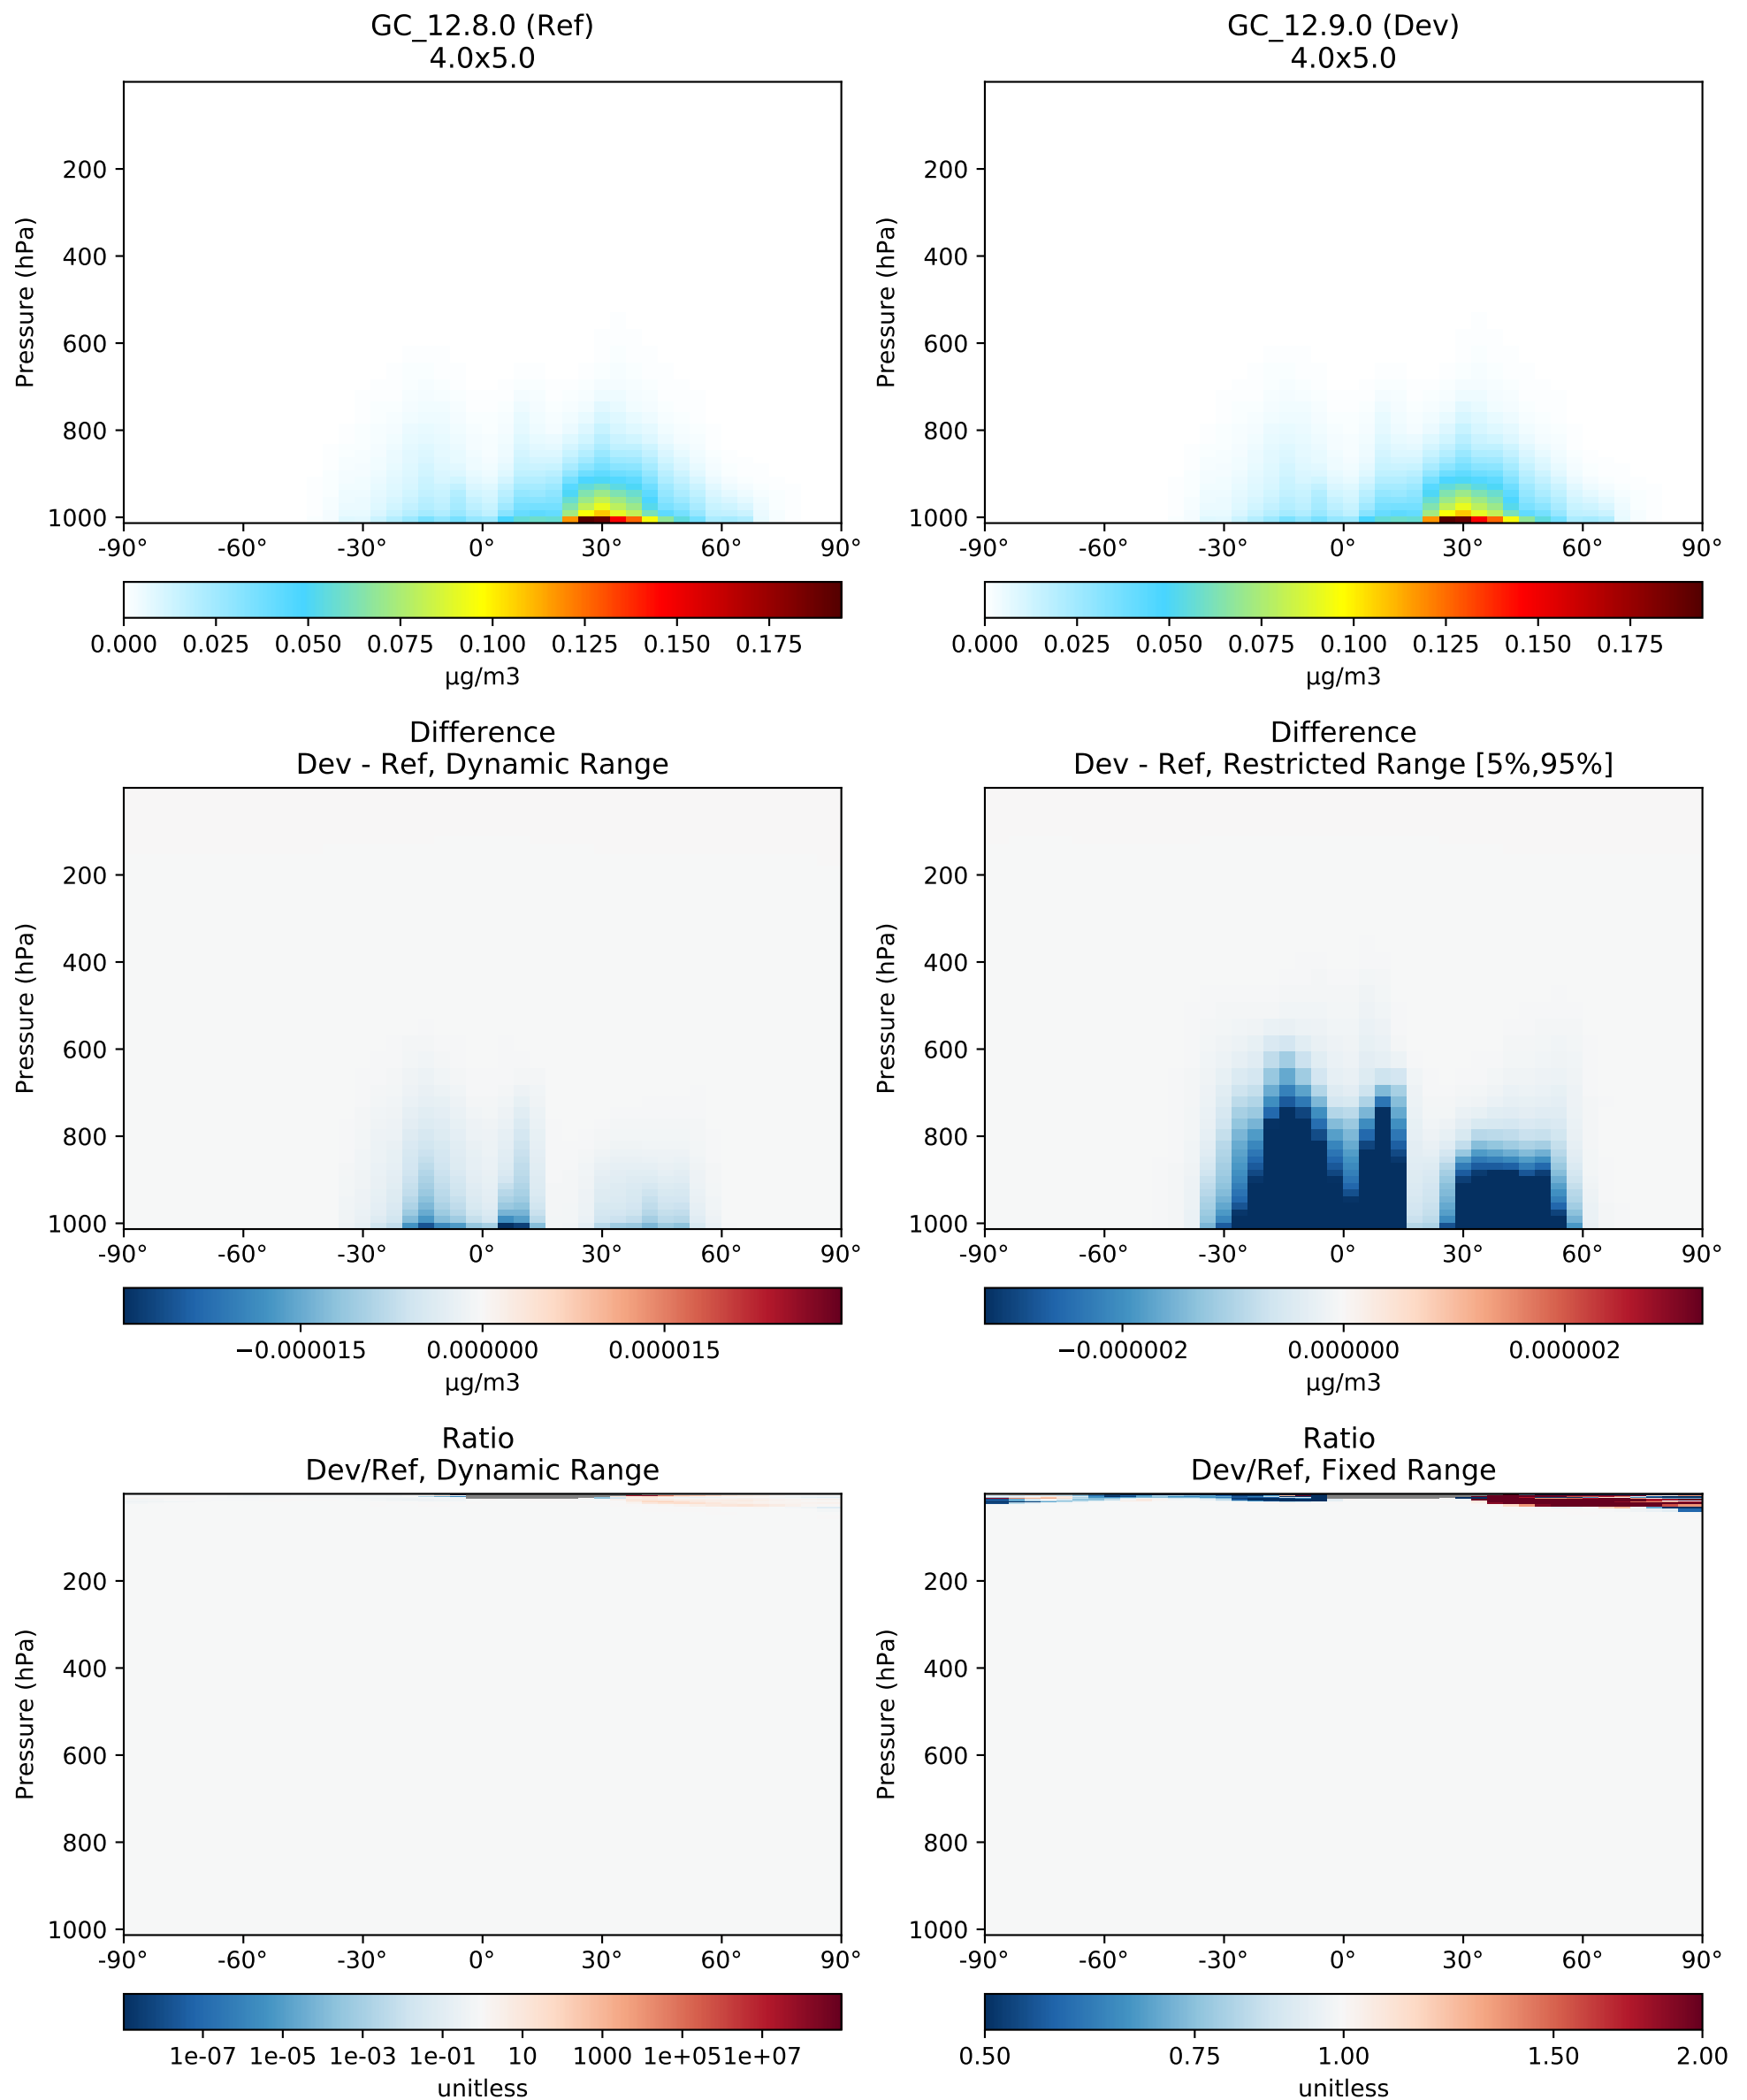 GC_12.8.0 (Ref)
4.0x5.0
Pressure (hPa)
200
400
600
800
1000
-90° -60° -30° 0° 30° 60° 90°
0.000 0.025 0.050 0.075 0.100 0.125 0.150 0.175
μg/m3
GC_12.9.0 (Dev)
4.0x5.0
Pressure (hPa)
200
400
600
800
1000
-90° -60° -30° 0° 30° 60° 90°
0.000 0.025 0.050 0.075 0.100 0.125 0.150 0.175
μg/m3
Difference
Dev - Ref, Dynamic Range
Pressure (hPa)
200
400
600
800
1000
-90° -60° -30° 0° 30° 60° 90°
−0.000015 0.000000 0.000015
μg/m3
Difference
Dev - Ref, Restricted Range [5%,95%]
Pressure (hPa)
200
400
600
800
1000
-90° -60° -30° 0° 30° 60° 90°
−0.000002 0.000000 0.000002
μg/m3
Ratio
Dev/Ref, Dynamic Range
Pressure (hPa)
200
400
600
800
1000
-90° -60° -30° 0° 30° 60° 90°
1e-07 1e-05 1e-03 1e-01 10 1000 1e+05 1e+07
unitless
Ratio
Dev/Ref, Fixed Range
Pressure (hPa)
200
400
600
800
1000
-90° -60° -30° 0° 30° 60° 90°
0.50 0.75 1.00 1.50 2.00
unitless